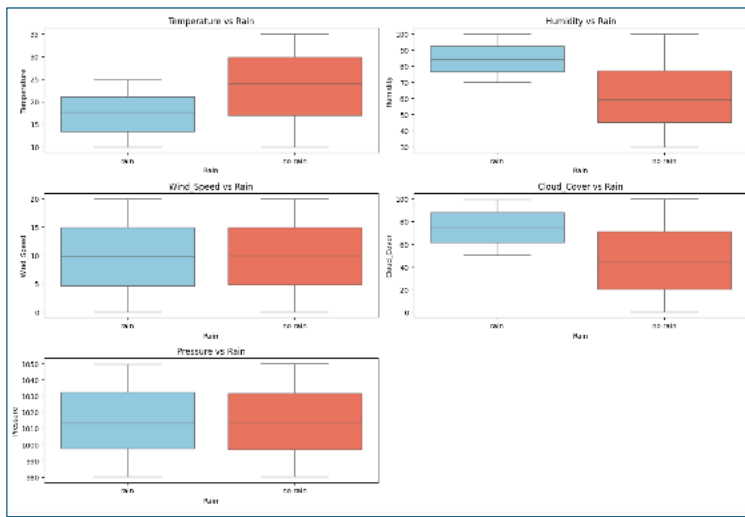 Temperature vs Rain
35
30
25
20
15
10
Temperature
rain
no rain
Rain
Humidity vs Rain
100
90
80
70
60
50
40
30
Humidity
rain
no rain
Rain
Wind_Speed vs Rain
20
15
10
5
0
Wind_Speed
rain
no rain
Rain
Cloud_Cover vs Rain
100
80
60
40
20
0
Cloud_Cover
rain
no rain
Rain
Pressure vs Rain
1050
1040
1030
1020
1010
1000
990
980
Pressure
rain
no rain
Rain